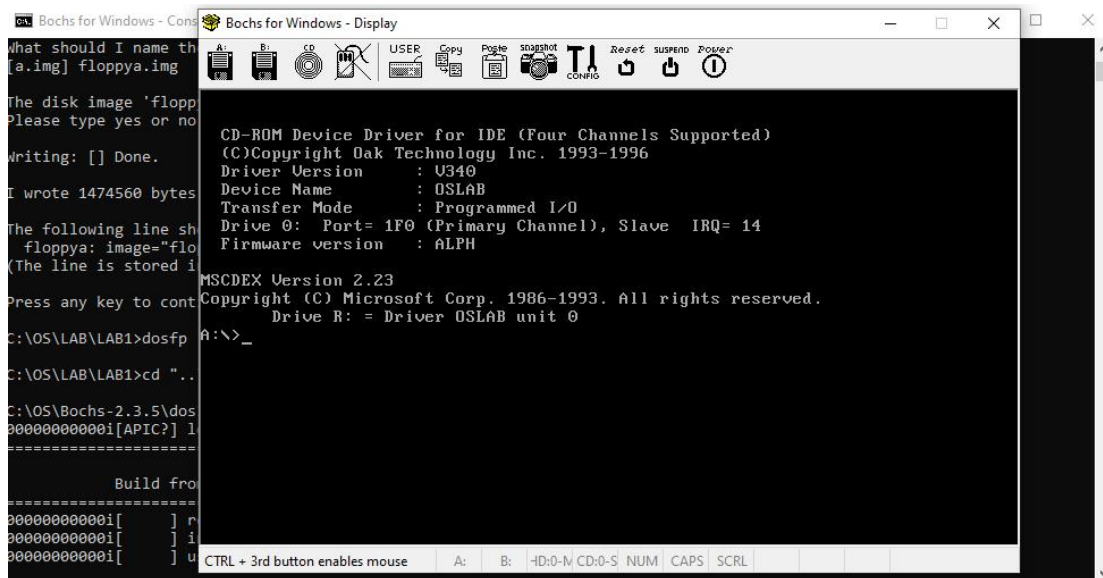 Bochs for Windows - Cons
What should I name th
[a.img] floppya.img
The disk image 'flopp
Please type yes or no
Writing: [] Done.
I wrote 1474560 bytes
The following line sh
floppya: image="flo
(The line is stored i
Press any key to cont
C:\OS\LAB\LAB1>dosfp
C:\OS\LAB\LAB1>cd "..
C:\OS\Bochs-2.3.5\dos
00000000000i[APIC?] l
=====================
Build fro
=====================
00000000000i[ ] r
00000000000i[ ] i
00000000000i[ ] u
Bochs for Windows - Display
A: B: CD USER Copy Paste snapshot CONFIG Reset SUSPEND Power
CD-ROM Device Driver for IDE (Four Channels Supported)
(C)Copyright Oak Technology Inc. 1993-1996
Driver Version : V340
Device Name : OSLAB
Transfer Mode : Programmed I/O
Drive 0: Port= 1F0 (Primary Channel), Slave IRQ= 14
Firmware version : ALPH
MSCDEX Version 2.23
Copyright (C) Microsoft Corp. 1986-1993. All rights reserved.
Drive R: = Driver OSLAB unit 0
A:\>_
CTRL + 3rd button enables mouse A: B: HD:0-M CD:0-S NUM CAPS SCRL